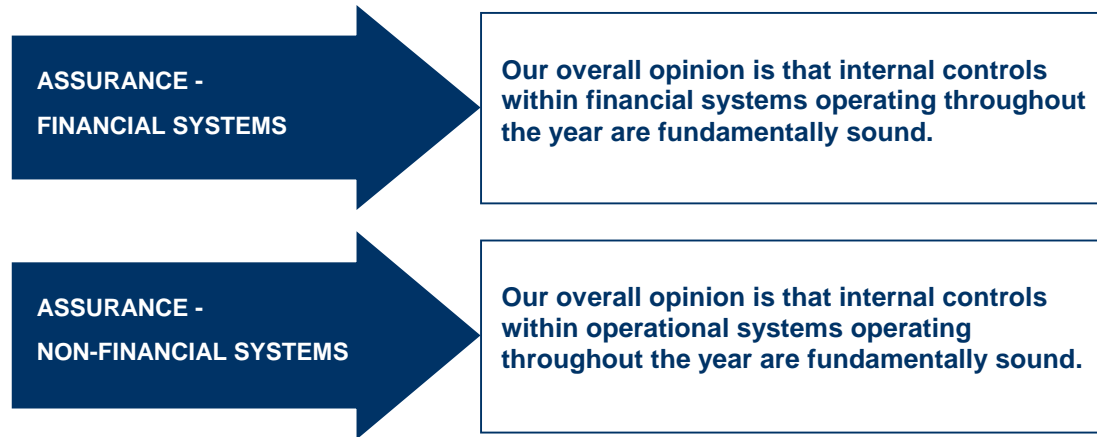 ASSURANCE -
FINANCIAL SYSTEMS
Our overall opinion is that internal controls
within financial systems operating throughout
the year are fundamentally sound.
ASSURANCE -
NON-FINANCIAL SYSTEMS
Our overall opinion is that internal controls
within operational systems operating
throughout the year are fundamentally sound.